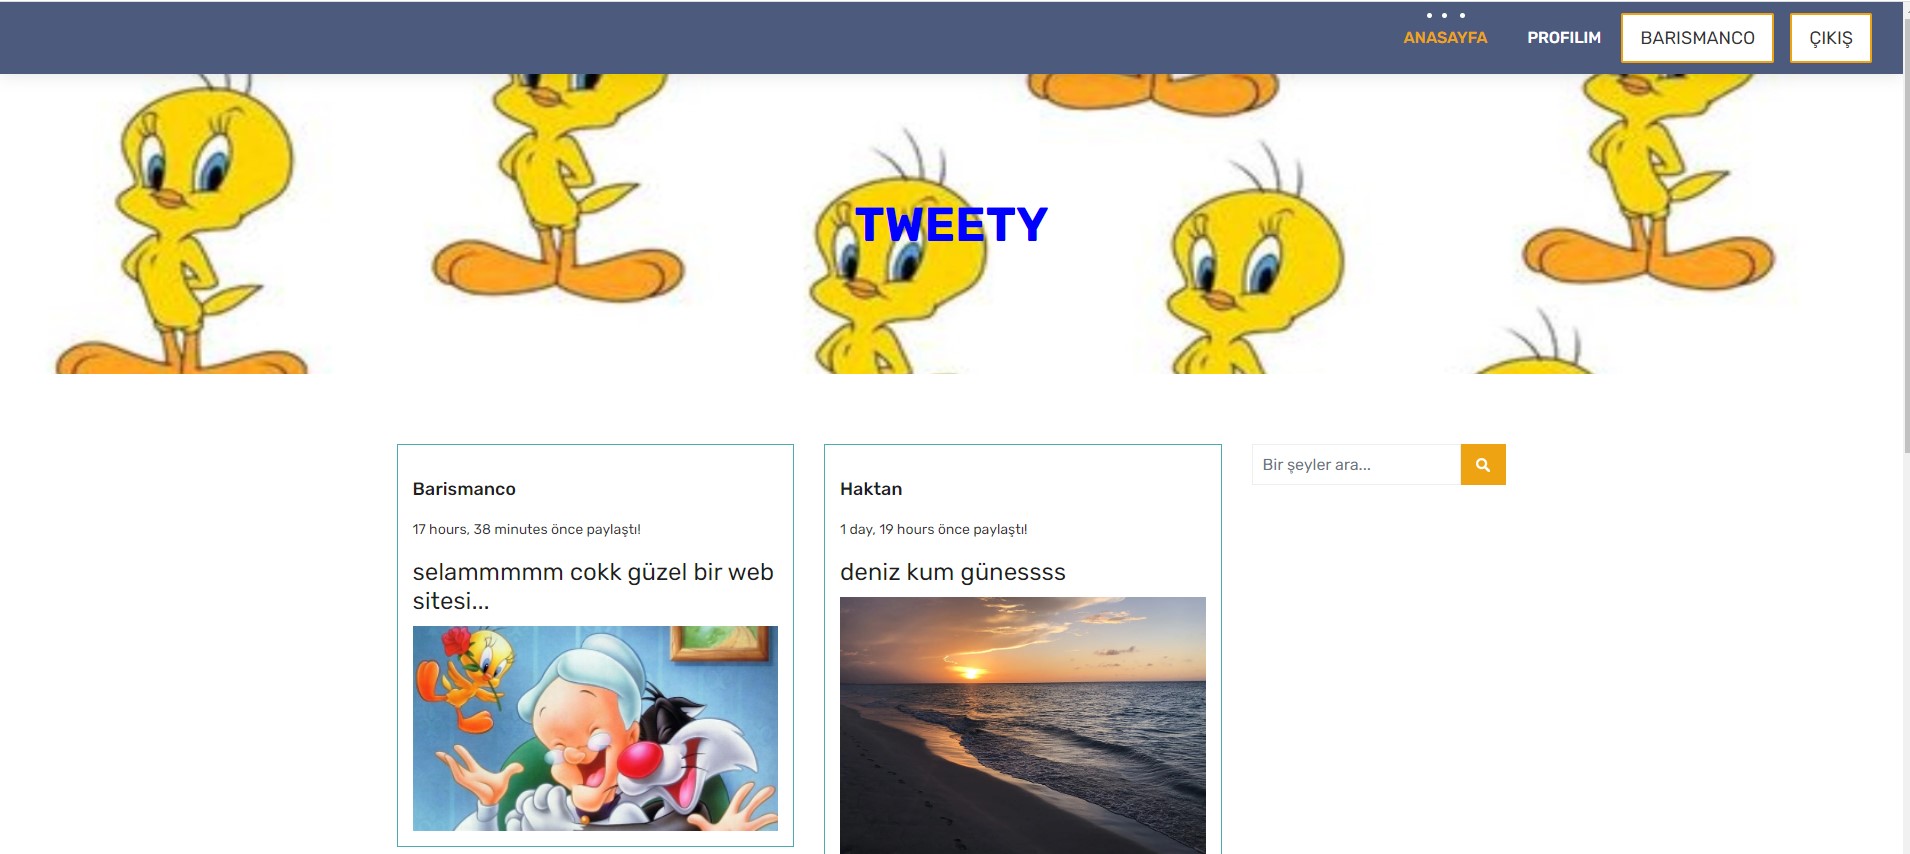 ANASAYFA PROFILIM BARISMANCO ÇIKIŞ
TWEETY
Barismanco
17 hours, 38 minutes önce paylaştı!
selammmmm cokk güzel bir web
sitesi...
Haktan
1 day, 19 hours önce paylaştı!
deniz kum günessss
Bir şeyler ara...